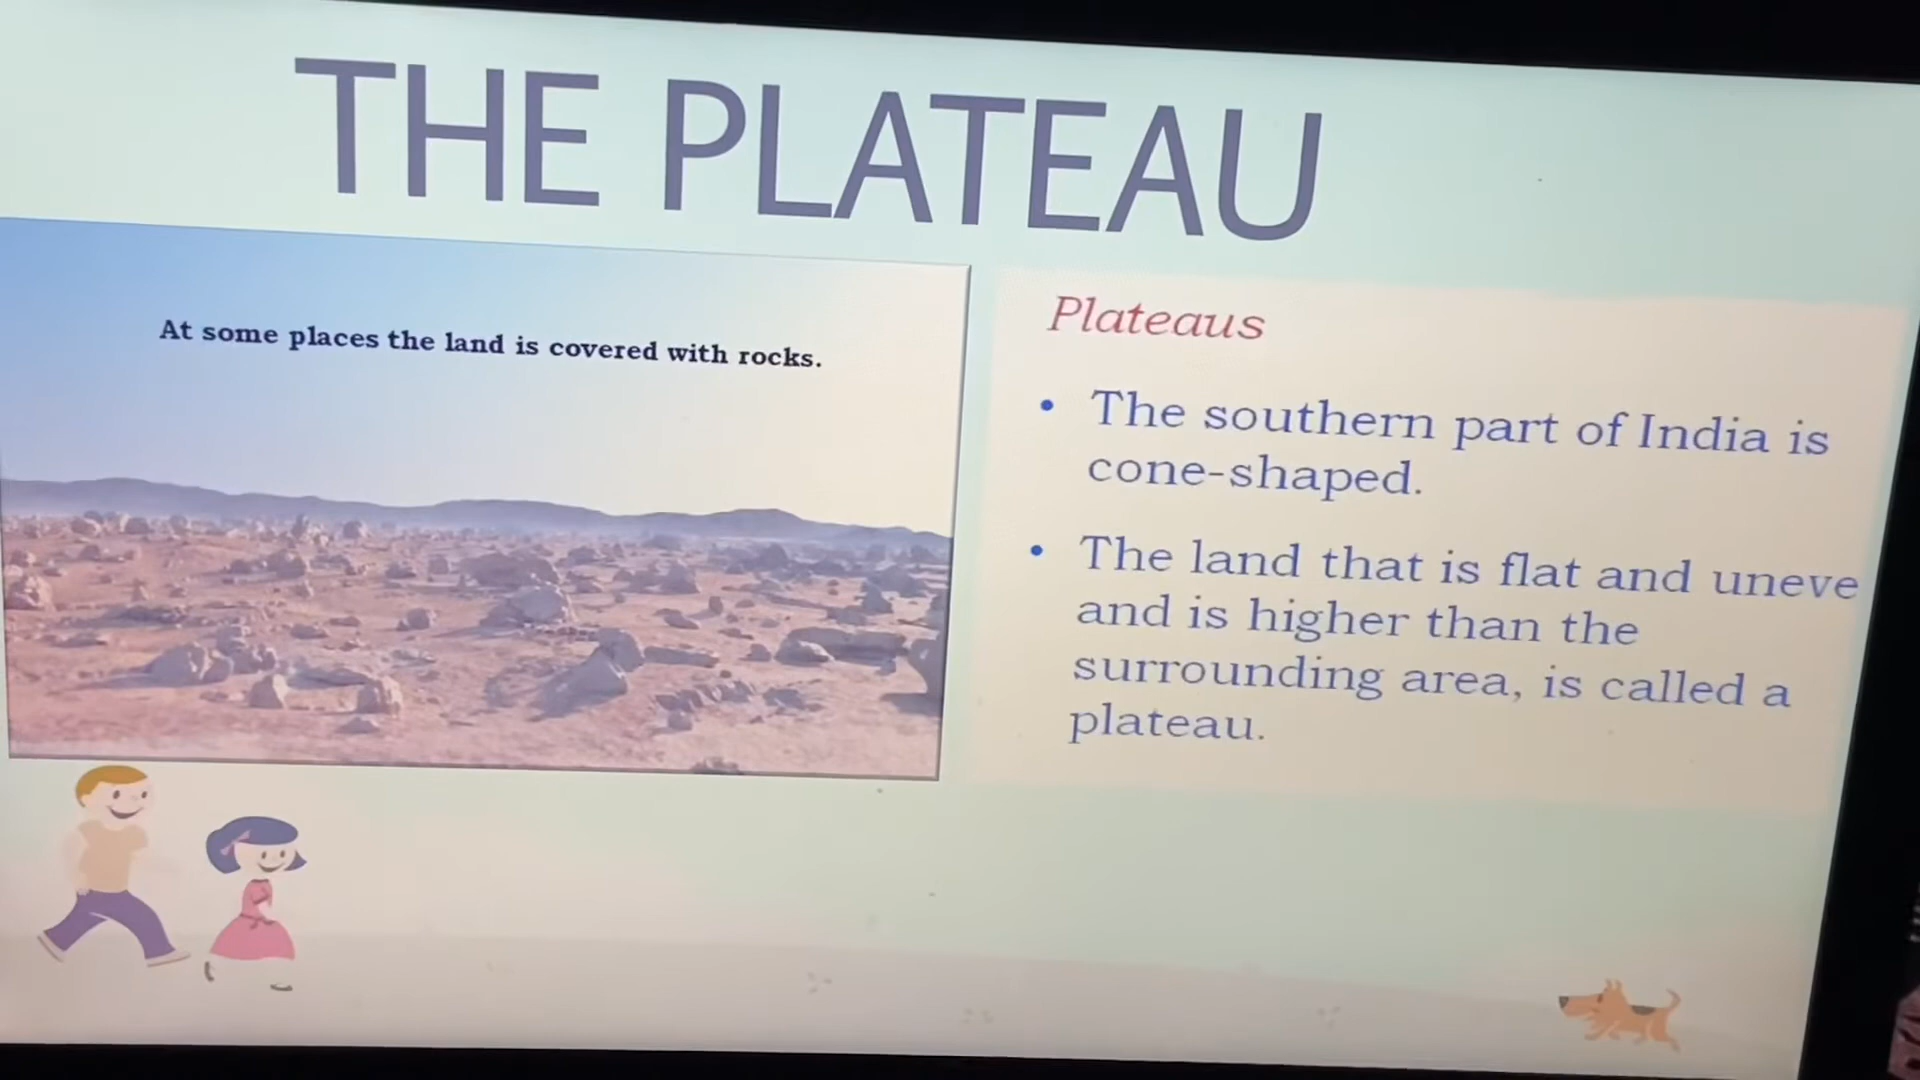 THE PLATEAU
At some places the land is covered with rocks.
Plateaus
• The southern part of India is
cone-shaped.
• The land that is flat and uneve
and is higher than the
surrounding area, is called a
plateau.